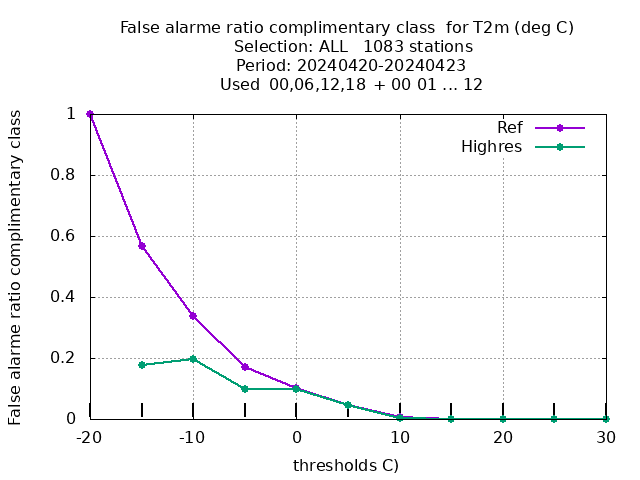 False alarme ratio complimentary class  for T2m (deg C)
Selection: ALL   1083 stations
Period: 20240420-20240423
Used  00,06,12,18  + 00 01 ... 12
False alarme ratio complimentary class
1
0.8
0.6
0.4
0.2
0
Ref
Highres
-20
-10
0
10
20
30
thresholds C)